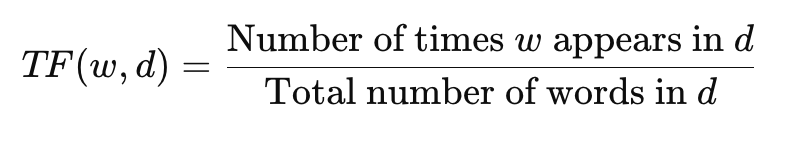 TF(w, d) = Number of times w appears in d
Total number of words in d